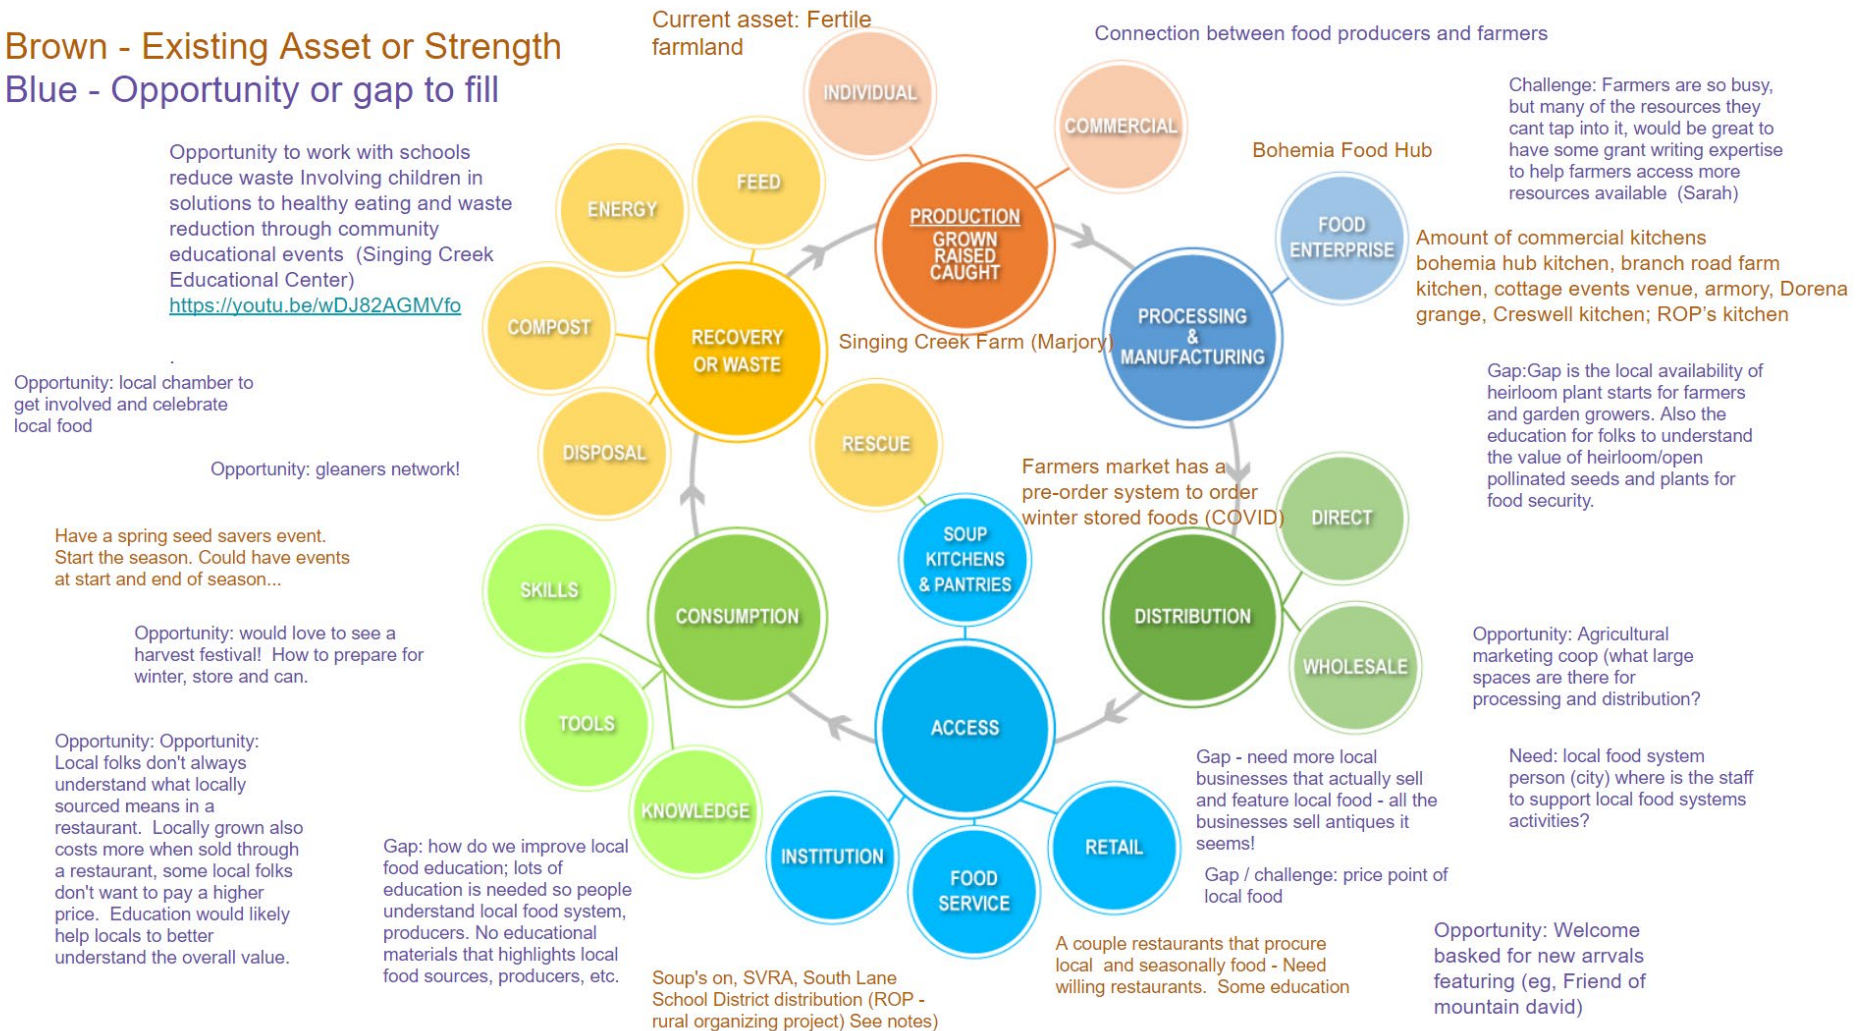 Brown - Existing Asset or Strength
Blue - Opportunity or gap to fill
Current asset: Fertile
farmland
Connection between food producers and farmers
Challenge: Farmers are so busy,
but many of the resources they
cant tap into it, would be great to
have some grant writing expertise
to help farmers access more
resources available (Sarah)
Opportunity to work with schools
reduce waste Involving children in
solutions to healthy eating and waste
reduction through community
educational events (Singing Creek
Educational Center)
https://youtu.be/wDJ82AGMVfo
.
INDIVIDUAL
COMMERCIAL
Bohemia Food Hub
FEED
ENERGY
COMPOST
DISPOSAL
RESCUE
RECOVERY
OR WASTE
PRODUCTION
GROWN
RAISED
CAUGHT
Singing Creek Farm (Marjory)
PROCESSING
&
MANUFACTURING
FOOD
ENTERPRISE
Amount of commercial kitchens
bohemia hub kitchen, branch road farm
kitchen, cottage events venue, armory, Dorena
grange, Creswell kitchen; ROP's kitchen
Gap:Gap is the local availability of
heirloom plant starts for farmers
and garden growers. Also the
education for folks to understand
the value of heirloom/open
pollinated seeds and plants for
food security.
Opportunity: local chamber to
get involved and celebrate
local food
Opportunity: gleaners network!
Farmers market has a
pre-order system to order
winter stored foods (COVID)
DIRECT
WHOLESALE
DISTRIBUTION
SOUP
KITCHENS
& PANTRIES
CONSUMPTION
SKILLS
TOOLS
KNOWLEDGE
ACCESS
INSTITUTION
FOOD
SERVICE
RETAIL
Have a spring seed savers event.
Start the season. Could have events
at start and end of season...
Opportunity: would love to see a
harvest festival! How to prepare for
winter, store and can.
Opportunity: Agricultural
marketing coop (what large
spaces are there for
processing and distribution?
Opportunity: Opportunity:
Local folks don't always
understand what locally
sourced means in a
restaurant. Locally grown also
costs more when sold through
a restaurant, some local folks
don't want to pay a higher
price. Education would likely
help locals to better
understand the overall value.
Gap: how do we improve local
food education; lots of
education is needed so people
understand local food system,
producers. No educational
materials that highlights local
food sources, producers, etc.
Gap - need more local
businesses that actually sell
and feature local food - all the
businesses sell antiques it
seems!
Gap / challenge: price point of
local food
Need: local food system
person (city) where is the staff
to support local food systems
activities?
Soup's on, SVRA, South Lane
School District distribution (ROP -
rural organizing project) See notes)
A couple restaurants that procure
local and seasonally food - Need
willing restaurants. Some education
Opportunity: Welcome
basked for new arrvals
featuring (eg, Friend of
mountain david)